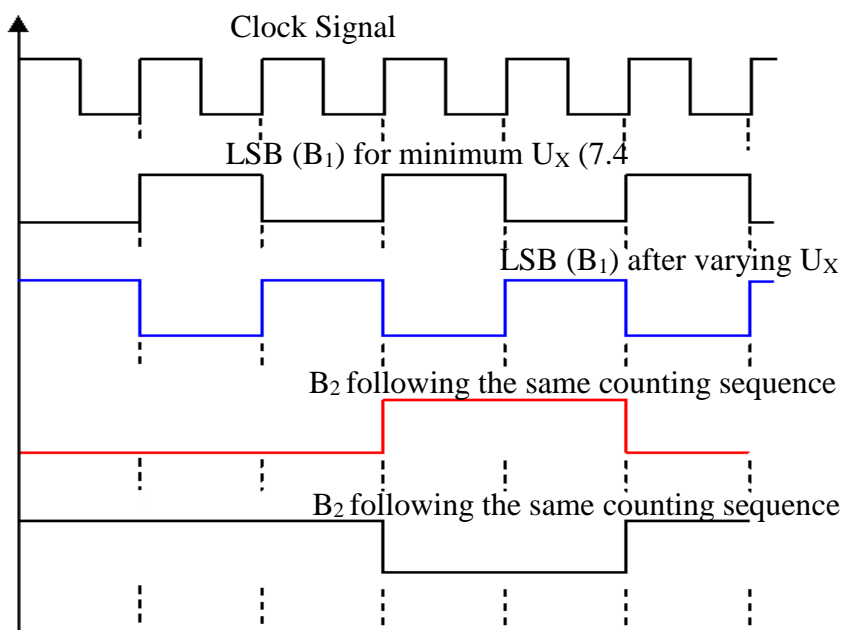 Clock Signal
LSB (B₁) for minimum Uₓ (7.4
LSB (B₁) after varying Uₓ
B₂ following the same counting sequence
B₂ following the same counting sequence